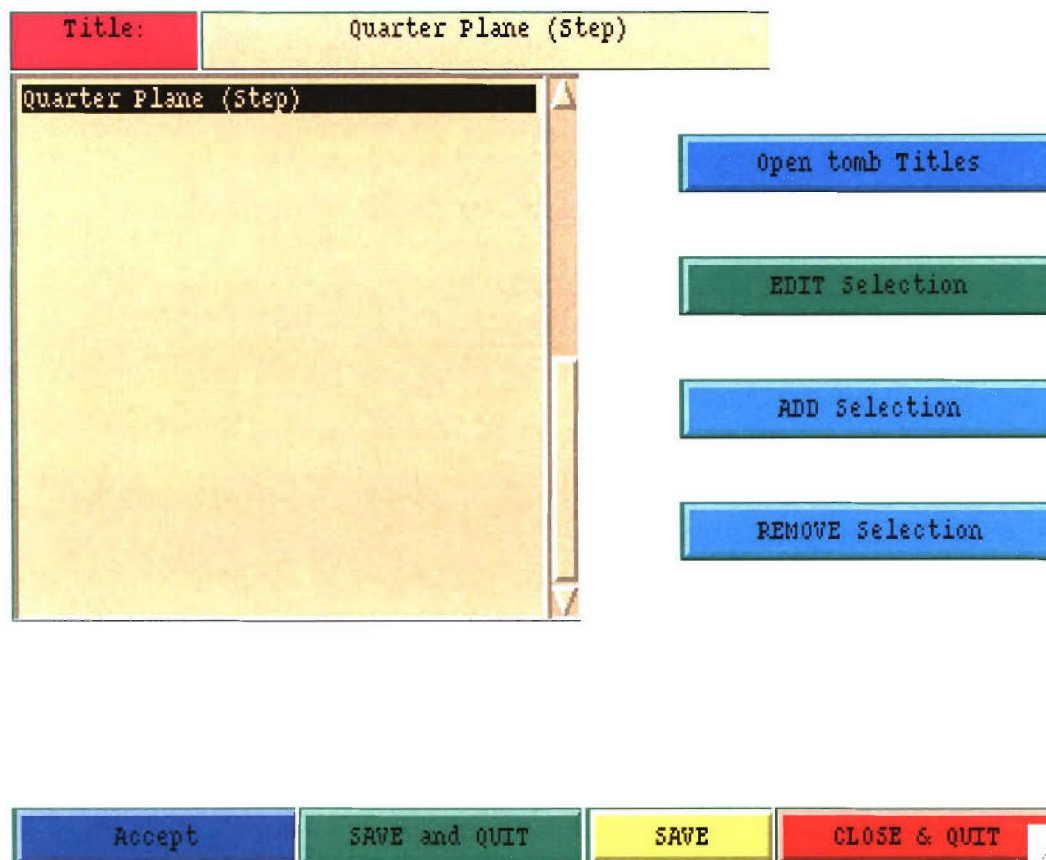 Title: Quarter Plane (Step)
Quarter Plane (Step)
Open tomb Titles
EDIT Selection
ADD Selection
REMOVE Selection
Accept SAVE and QUIT SAVE CLOSE & QUIT